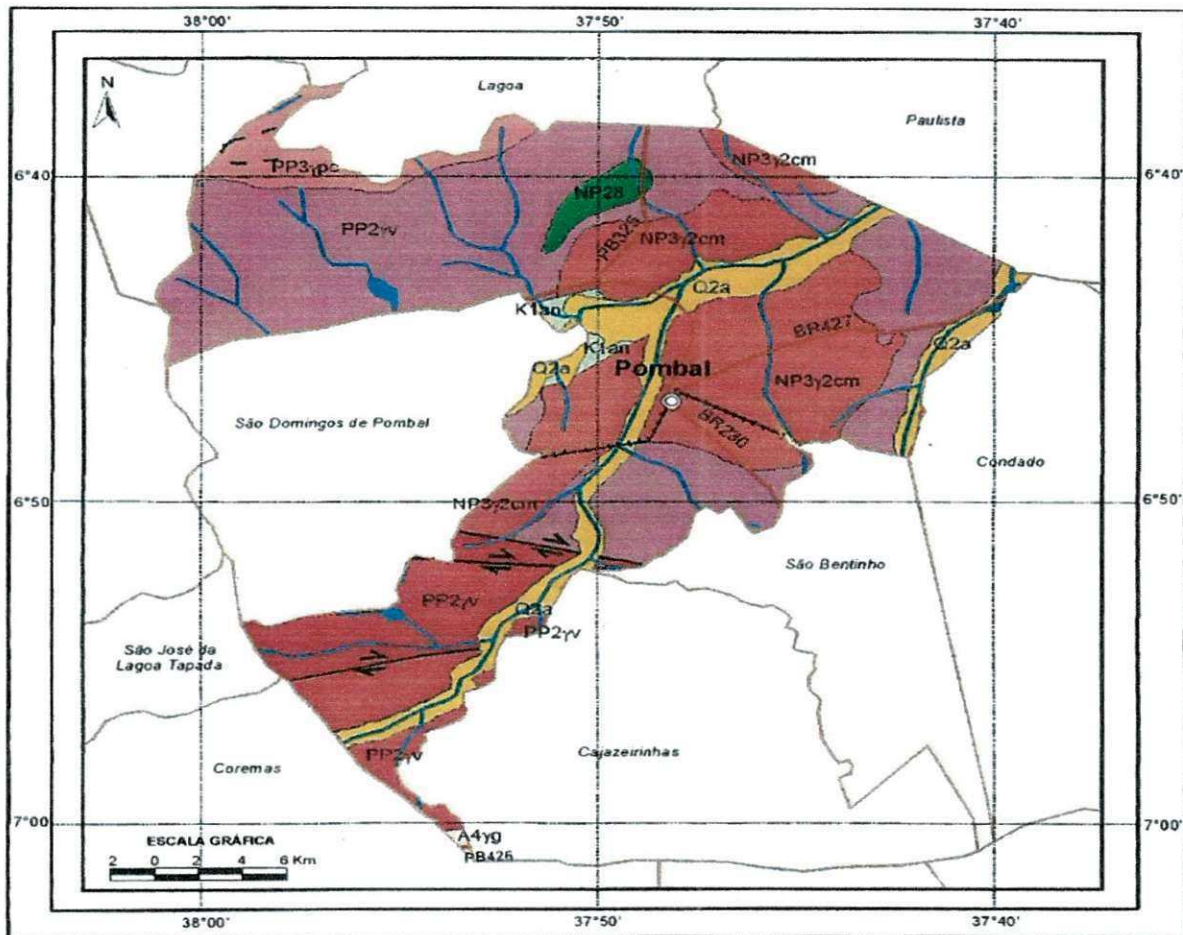 38°00'
37°50'
37°40'
N
Lagoa
Paulista
NP3γ2cm
PP3γpc
6°40'
6°40'
NP28
PP2γv
PB325
NP3γ2cm
Q2a
K1an
BR427
K1an
Q2a
Q2a
Pombal
NP3γ2cm
São Domingos de Pombal
BR230
Condado
6°50'
6°50'
NP3γ2cm
São Bentinho
PP2γv
Q2a
PP2γv
São José da
Lagoa Tapada
Cajazeirinhas
PP2γv
Coremas
7°00'
7°00'
A4γg
ESCALA GRÁFICA
PB426
2 0 2 4 6 Km
38°00'
37°50'
37°40'